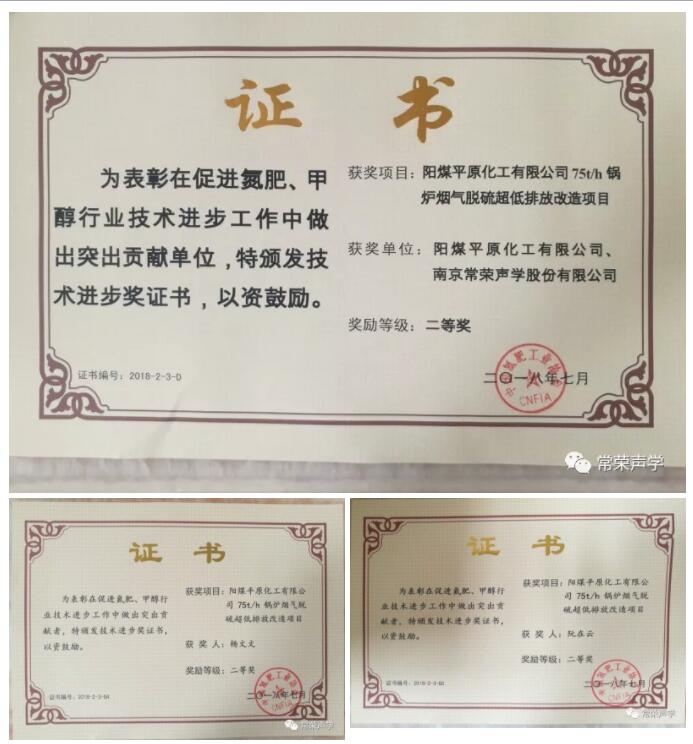 证 书
为表彰在促进氮肥、甲
醇行业技术进步工作中做
出突出贡献单位，特颁发技
术进步奖证书，以资鼓励。
证书编号：2018-2-3-D
获奖项目：阳煤平原化工有限公司75t/h锅
炉烟气脱硫超低排放改造项目
获奖单位：阳煤平原化工有限公司、
南京常荣声学股份有限公司
奖励等级：二等奖
二〇一八年七月
CNFIA
常荣声学
证 书
为表彰在促进氮肥、甲醇行
业技术进步工作中做出突出贡
献者，特颁发技术进步奖证书，
以资鼓励。
获奖项目：阳煤平原化工有限公
司 75t/h 锅炉烟气脱
硫超低排放改造项目
获 奖 人：杨文文
奖励等级：二等奖
二〇一八年七月
CNFIA
常荣声学
证 书
为表彰在促进氮肥、甲醇行
业技术进步工作中做出突出贡
献者，特颁发技术进步奖证书，
以资鼓励。
获奖项目：阳煤平原化工有限公
司 75t/h 锅炉烟气脱
硫超低排放改造项目
获 奖 人：阮在云
奖励等级：二等奖
二〇一八年七月
常荣声学